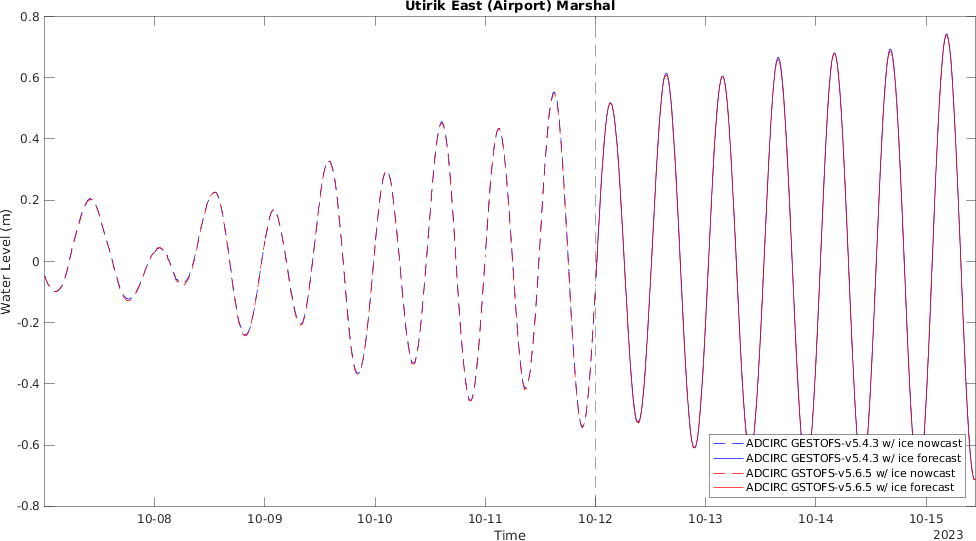 Utirik East (Airport) Marshal
0.8
0.6
0.4
0.2
0
-0.2
-0.4
-0.6
-0.8
Water Level (m)
ADCIRC GESTOFS-v5.4.3 w/ ice nowcast
ADCIRC GESTOFS-v5.4.3 w/ ice forecast
ADCIRC GSTOFS-v5.6.5 w/ ice nowcast
ADCIRC GSTOFS-v5.6.5 w/ ice forecast
10-08 10-09 10-10 10-11 10-12 10-13 10-14 10-15
Time
2023